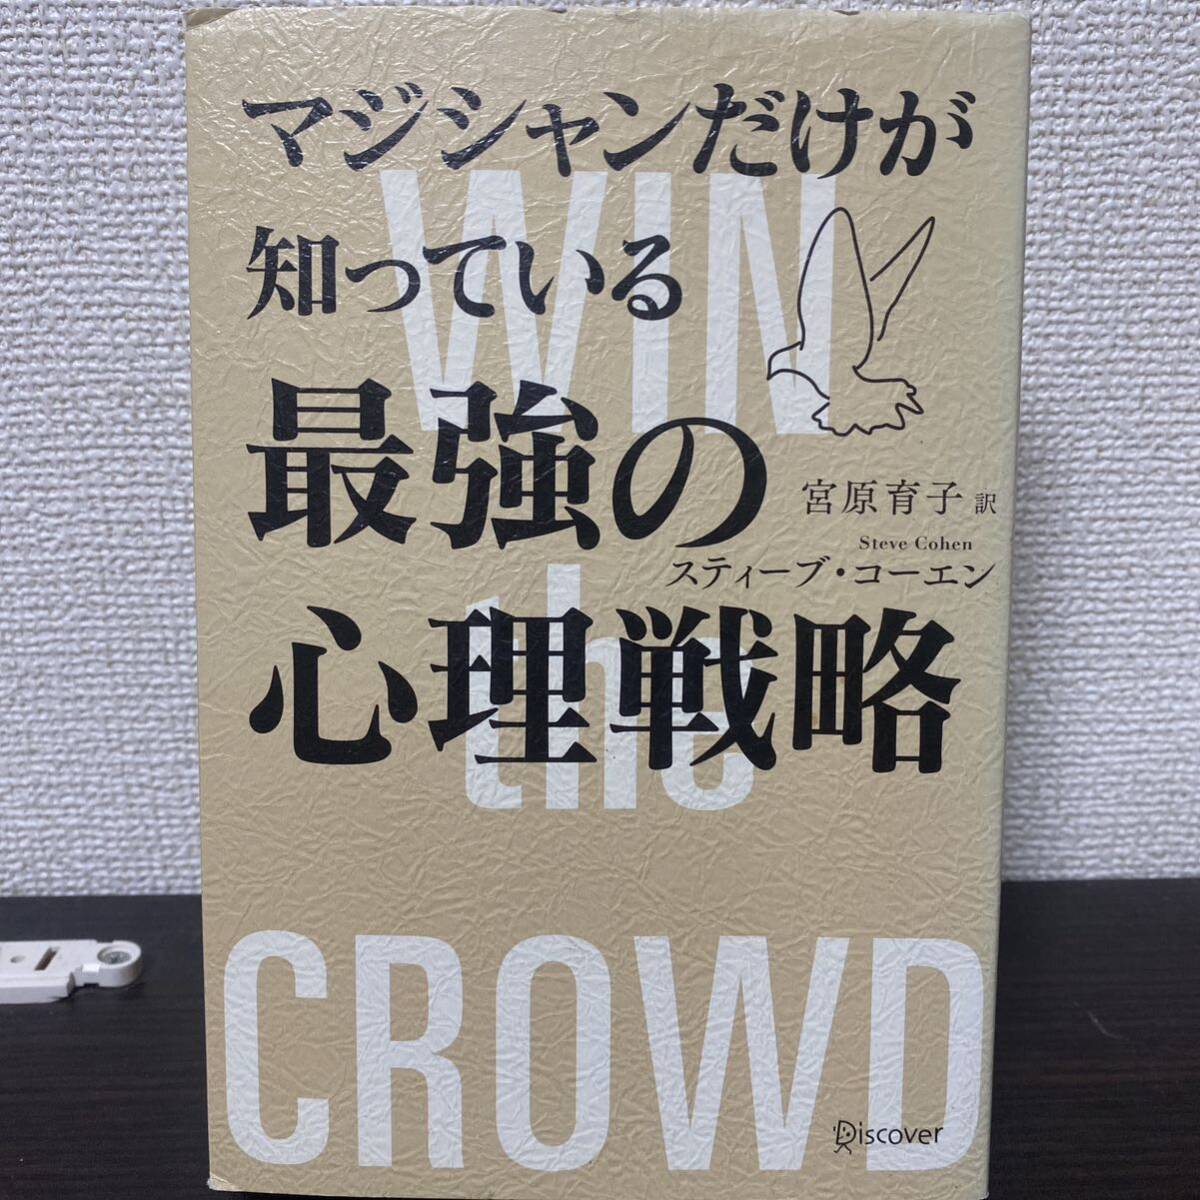 マジシャンだけが
知っている
最強の
心理戦略
宮原育子 訳
Steve Cohen
スティーブ・コーエン
WIN
the
CROWD
Discover